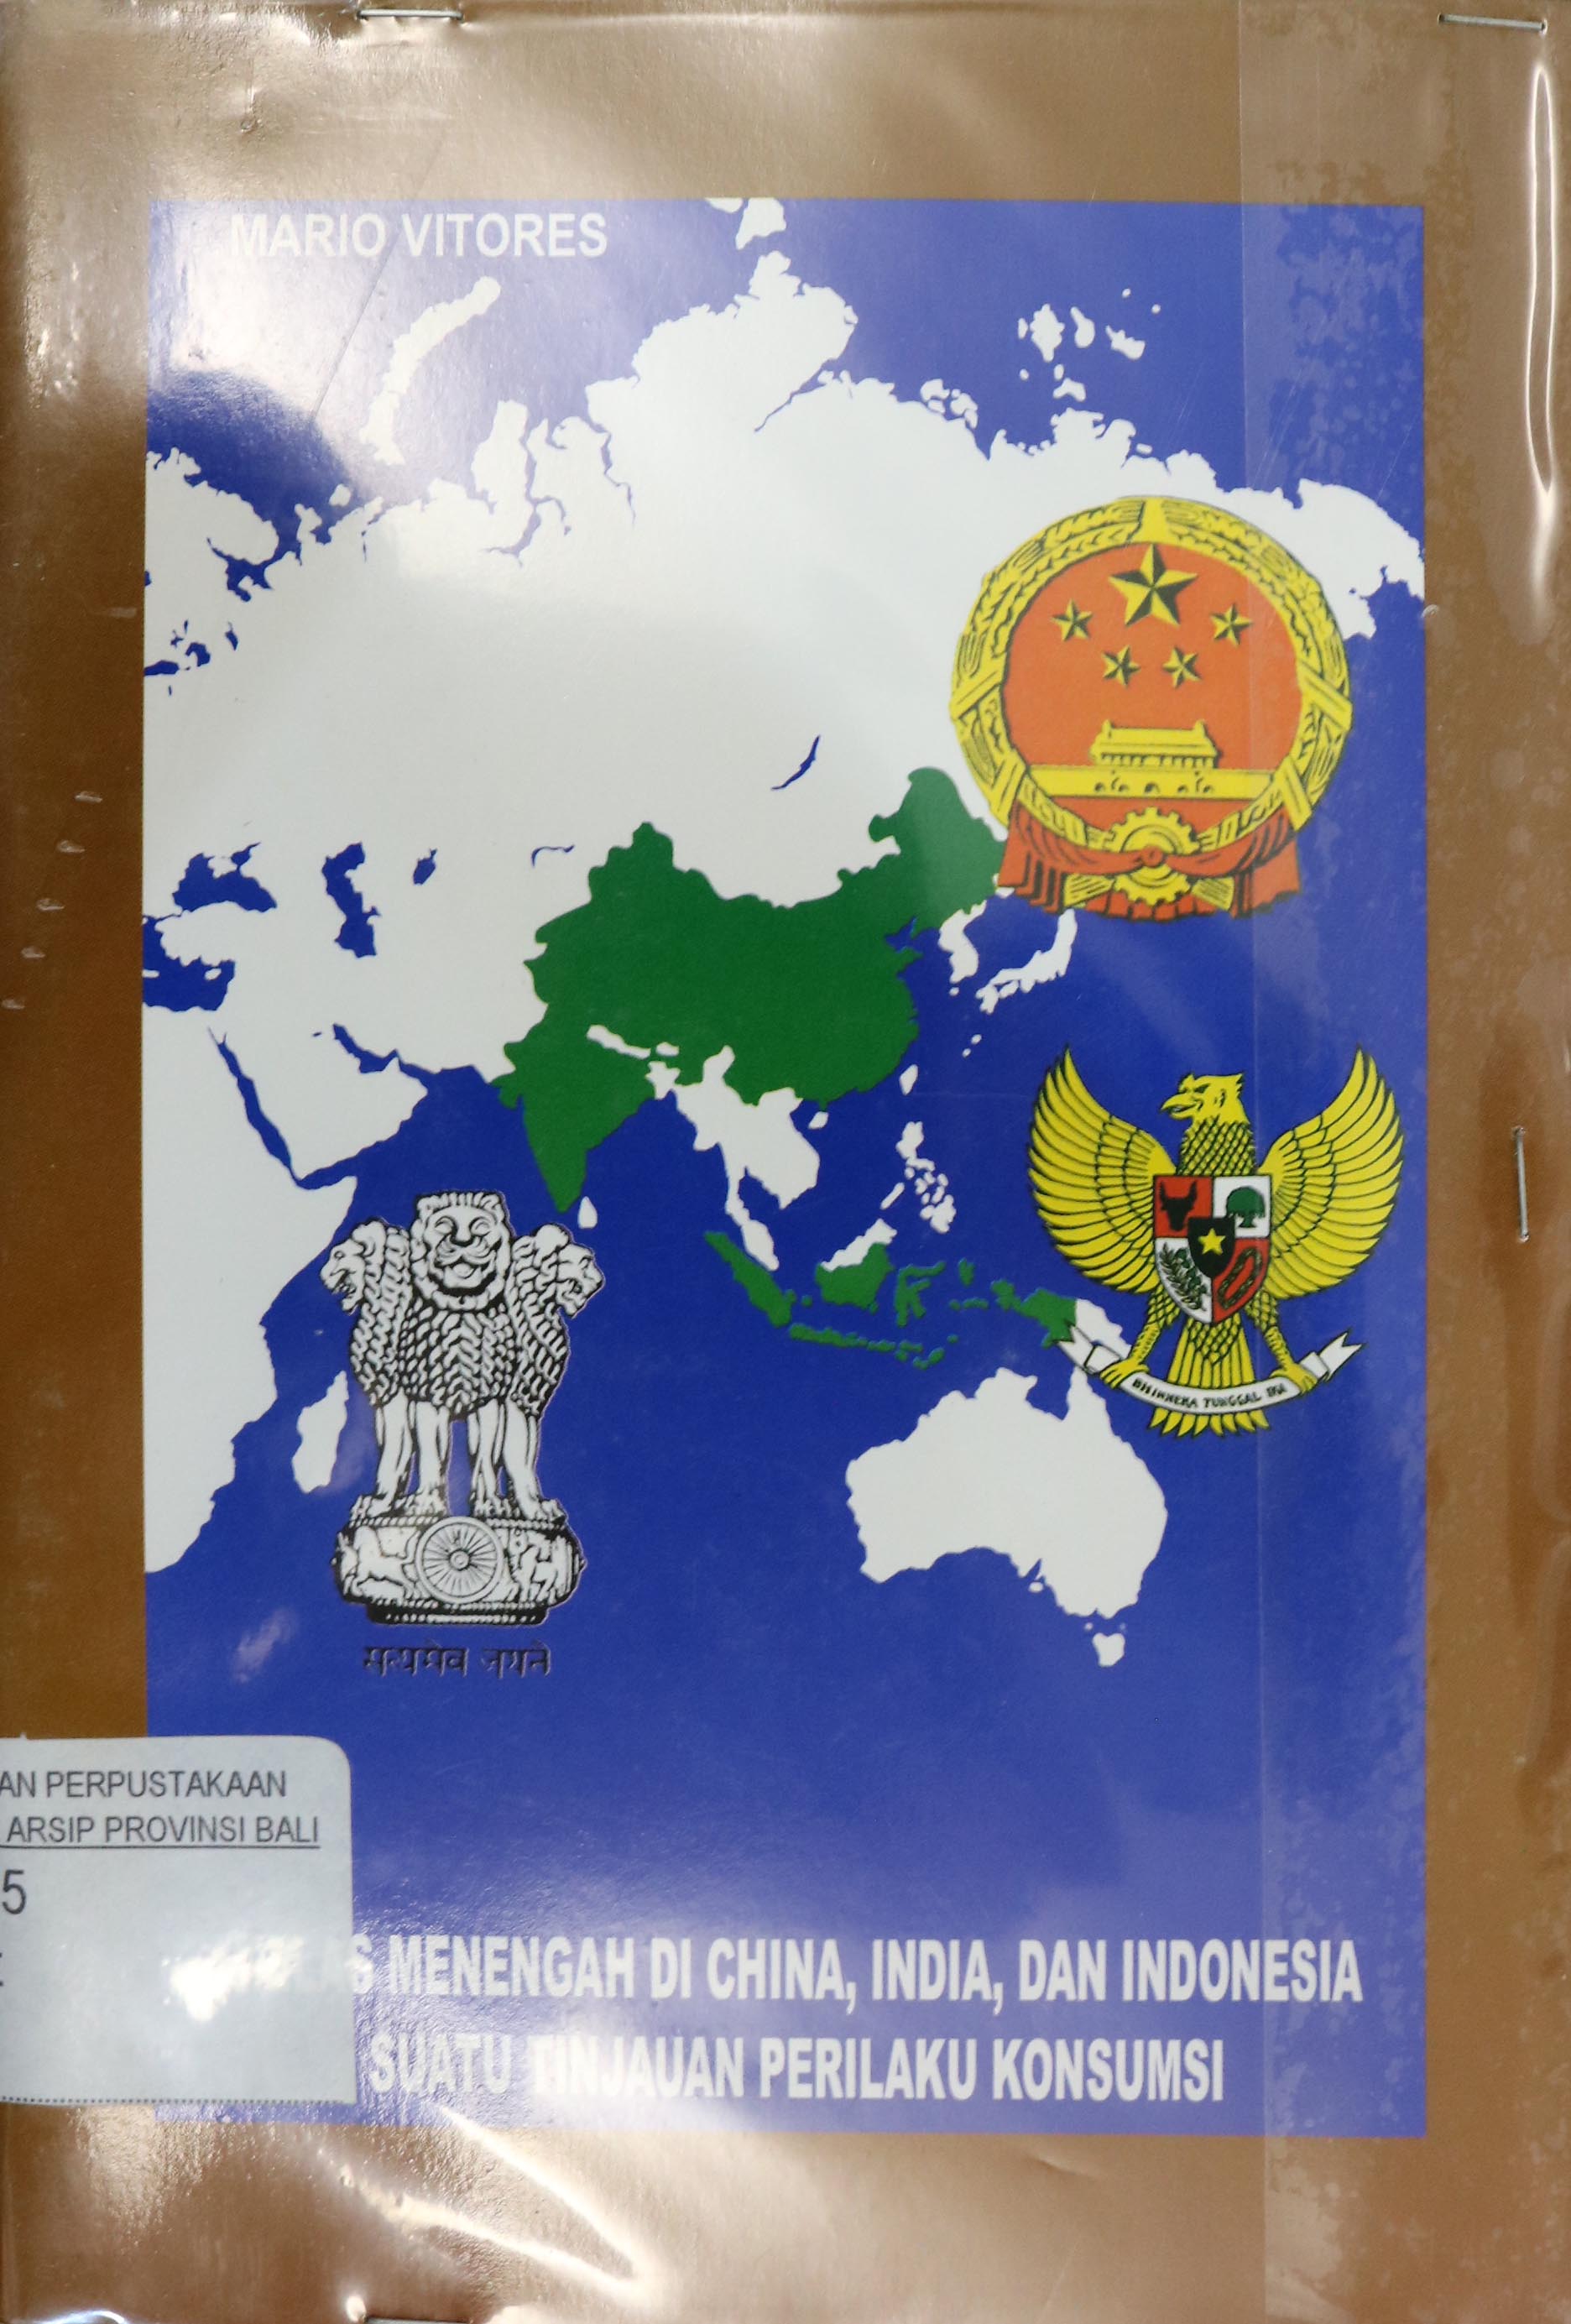 MARIO VITORES
BHINNEKA TUNGGAL IKA
सत्यमेव जयते
AN PERPUSTAKAAN
ARSIP PROVINSI BALI
5
S MENENGAH DI CHINA, INDIA, DAN INDONESIA
SUATU TINJAUAN PERILAKU KONSUMSI